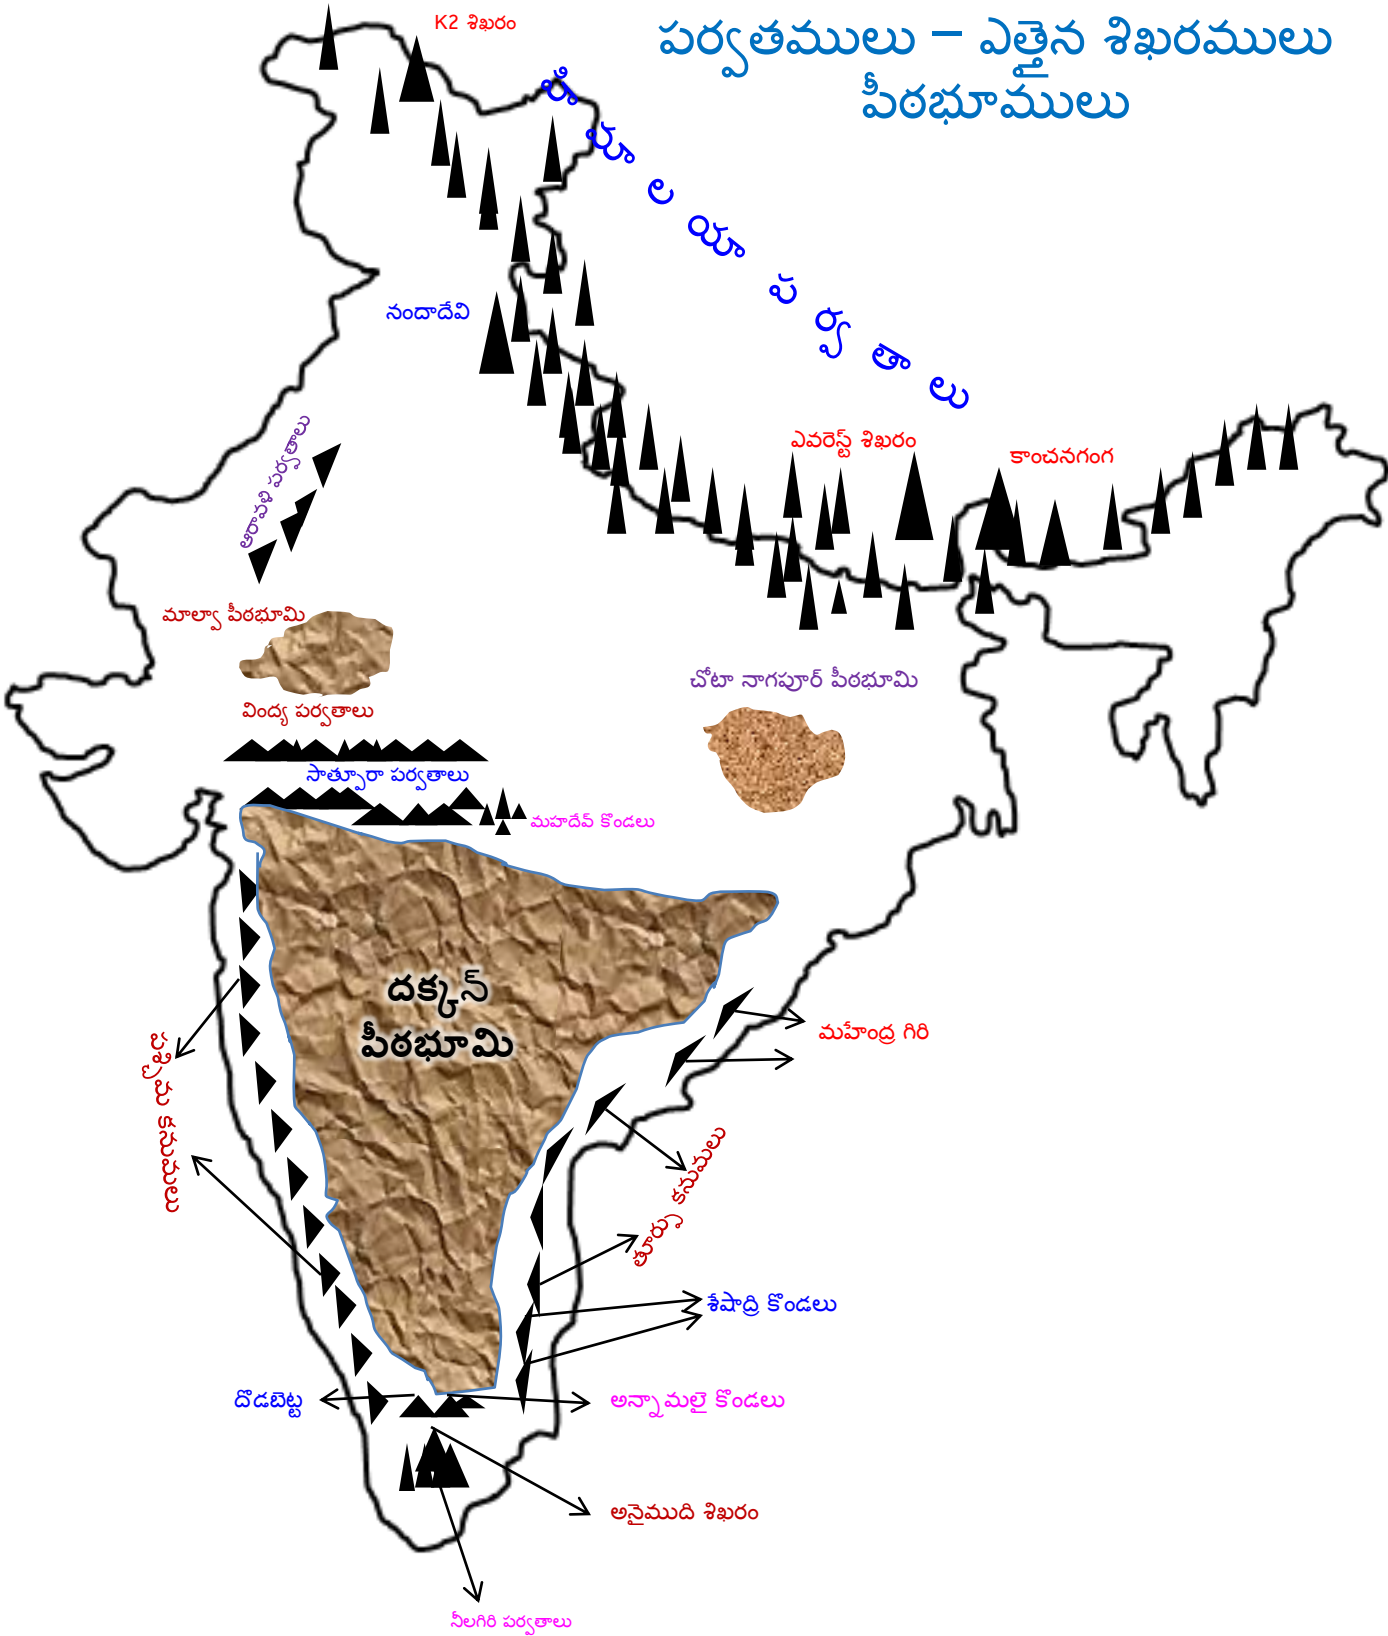 పర్వతములు – ఎత్తైన శిఖరములు
పీఠభూములు
K2 శిఖరం
హిమాలయా పర్వతాలు
నందాదేవి
ఎవరెస్ట్ శిఖరం
కాంచనగంగ
ఆరావళి పర్వతాలు
మాల్వా పీఠభూమి
చోటా నాగపూర్ పీఠభూమి
వింధ్య పర్వతాలు
సాత్పూరా పర్వతాలు
మహదేవ్ కొండలు
దక్కన్
పీఠభూమి
మహేంద్ర గిరి
పశ్చిమ కనుమలు
తూర్పు కనుమలు
శేషాద్రి కొండలు
దొడబెట్ట
అన్నామలై కొండలు
అనైముది శిఖరం
నీలగిరి పర్వతాలు